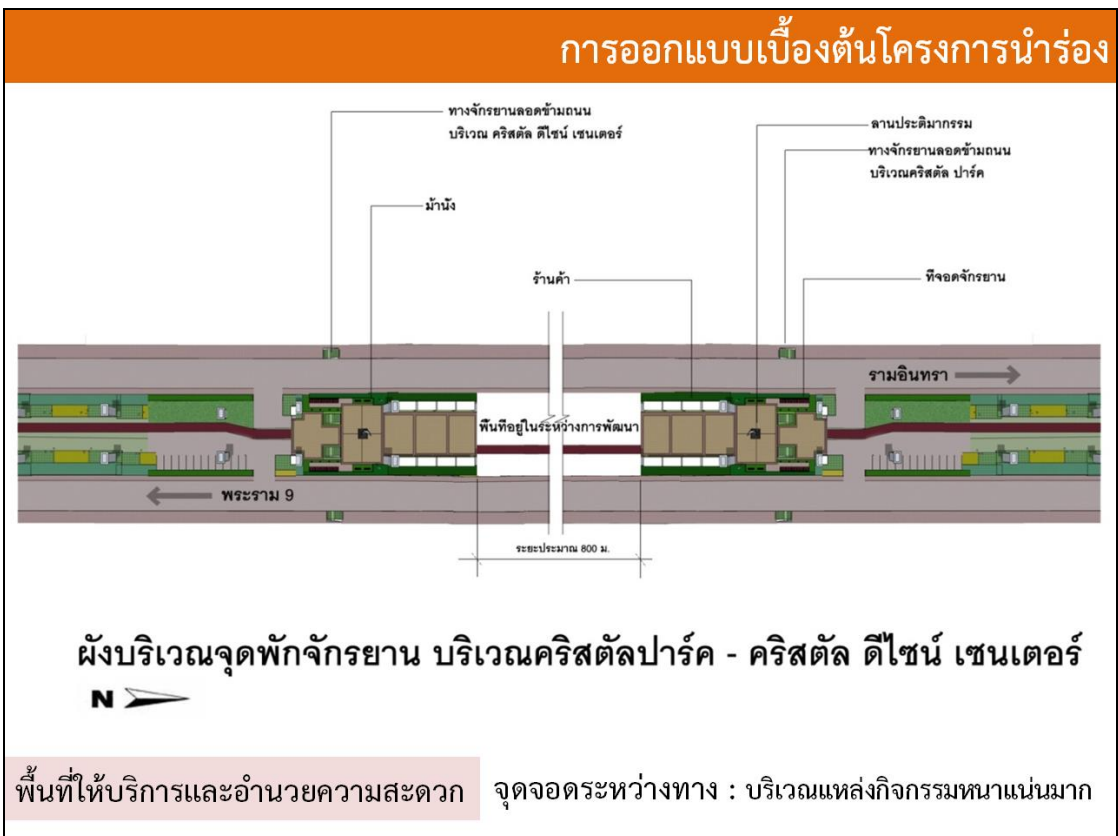 การออกแบบเบื้องต้นโครงการนำร่อง
ทางจักรยานลอดข้ามถนน
บริเวณ คริสตัล ดีไซน์ เซนเตอร์
ลานประติมากรรม
ทางจักรยานลอดข้ามถนน
บริเวณคริสตัล ปาร์ค
ม้านั่ง
ร้านค้า
ที่จอดจักรยาน
รามอินทรา
พื้นที่อยู่ในระหว่างการพัฒนา
พระราม 9
ระยะประมาณ 800 ม.
ผังบริเวณจุดพักจักรยาน บริเวณคริสตัลปาร์ค - คริสตัล ดีไซน์ เซนเตอร์
N
พื้นที่ให้บริการและอำนวยความสะดวก จุดจอดระหว่างทาง : บริเวณแหล่งกิจกรรมหนาแน่นมาก